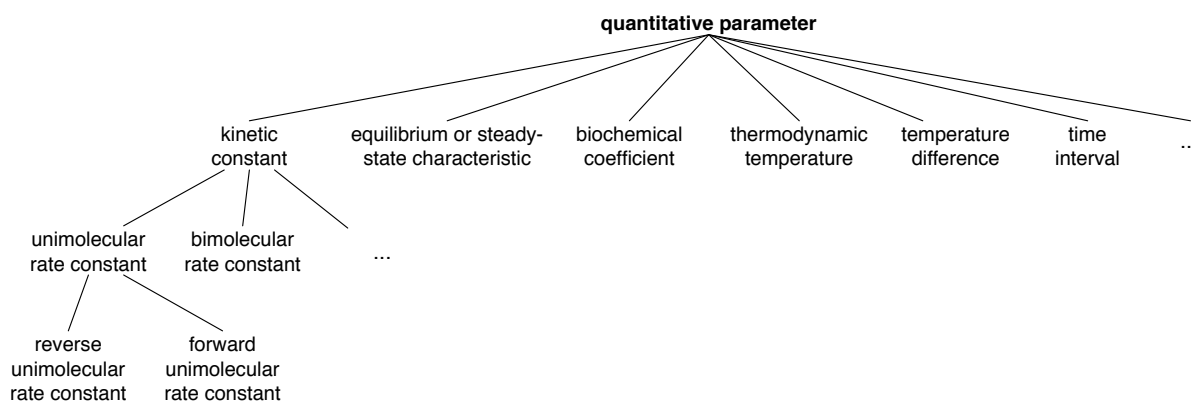 quantitative parameter
kinetic
constant
equilibrium or steady-
state characteristic
biochemical
coefficient
thermodynamic
temperature
temperature
difference
time
interval
..
unimolecular
rate constant
bimolecular
rate constant
...
reverse
unimolecular
rate constant
forward
unimolecular
rate constant